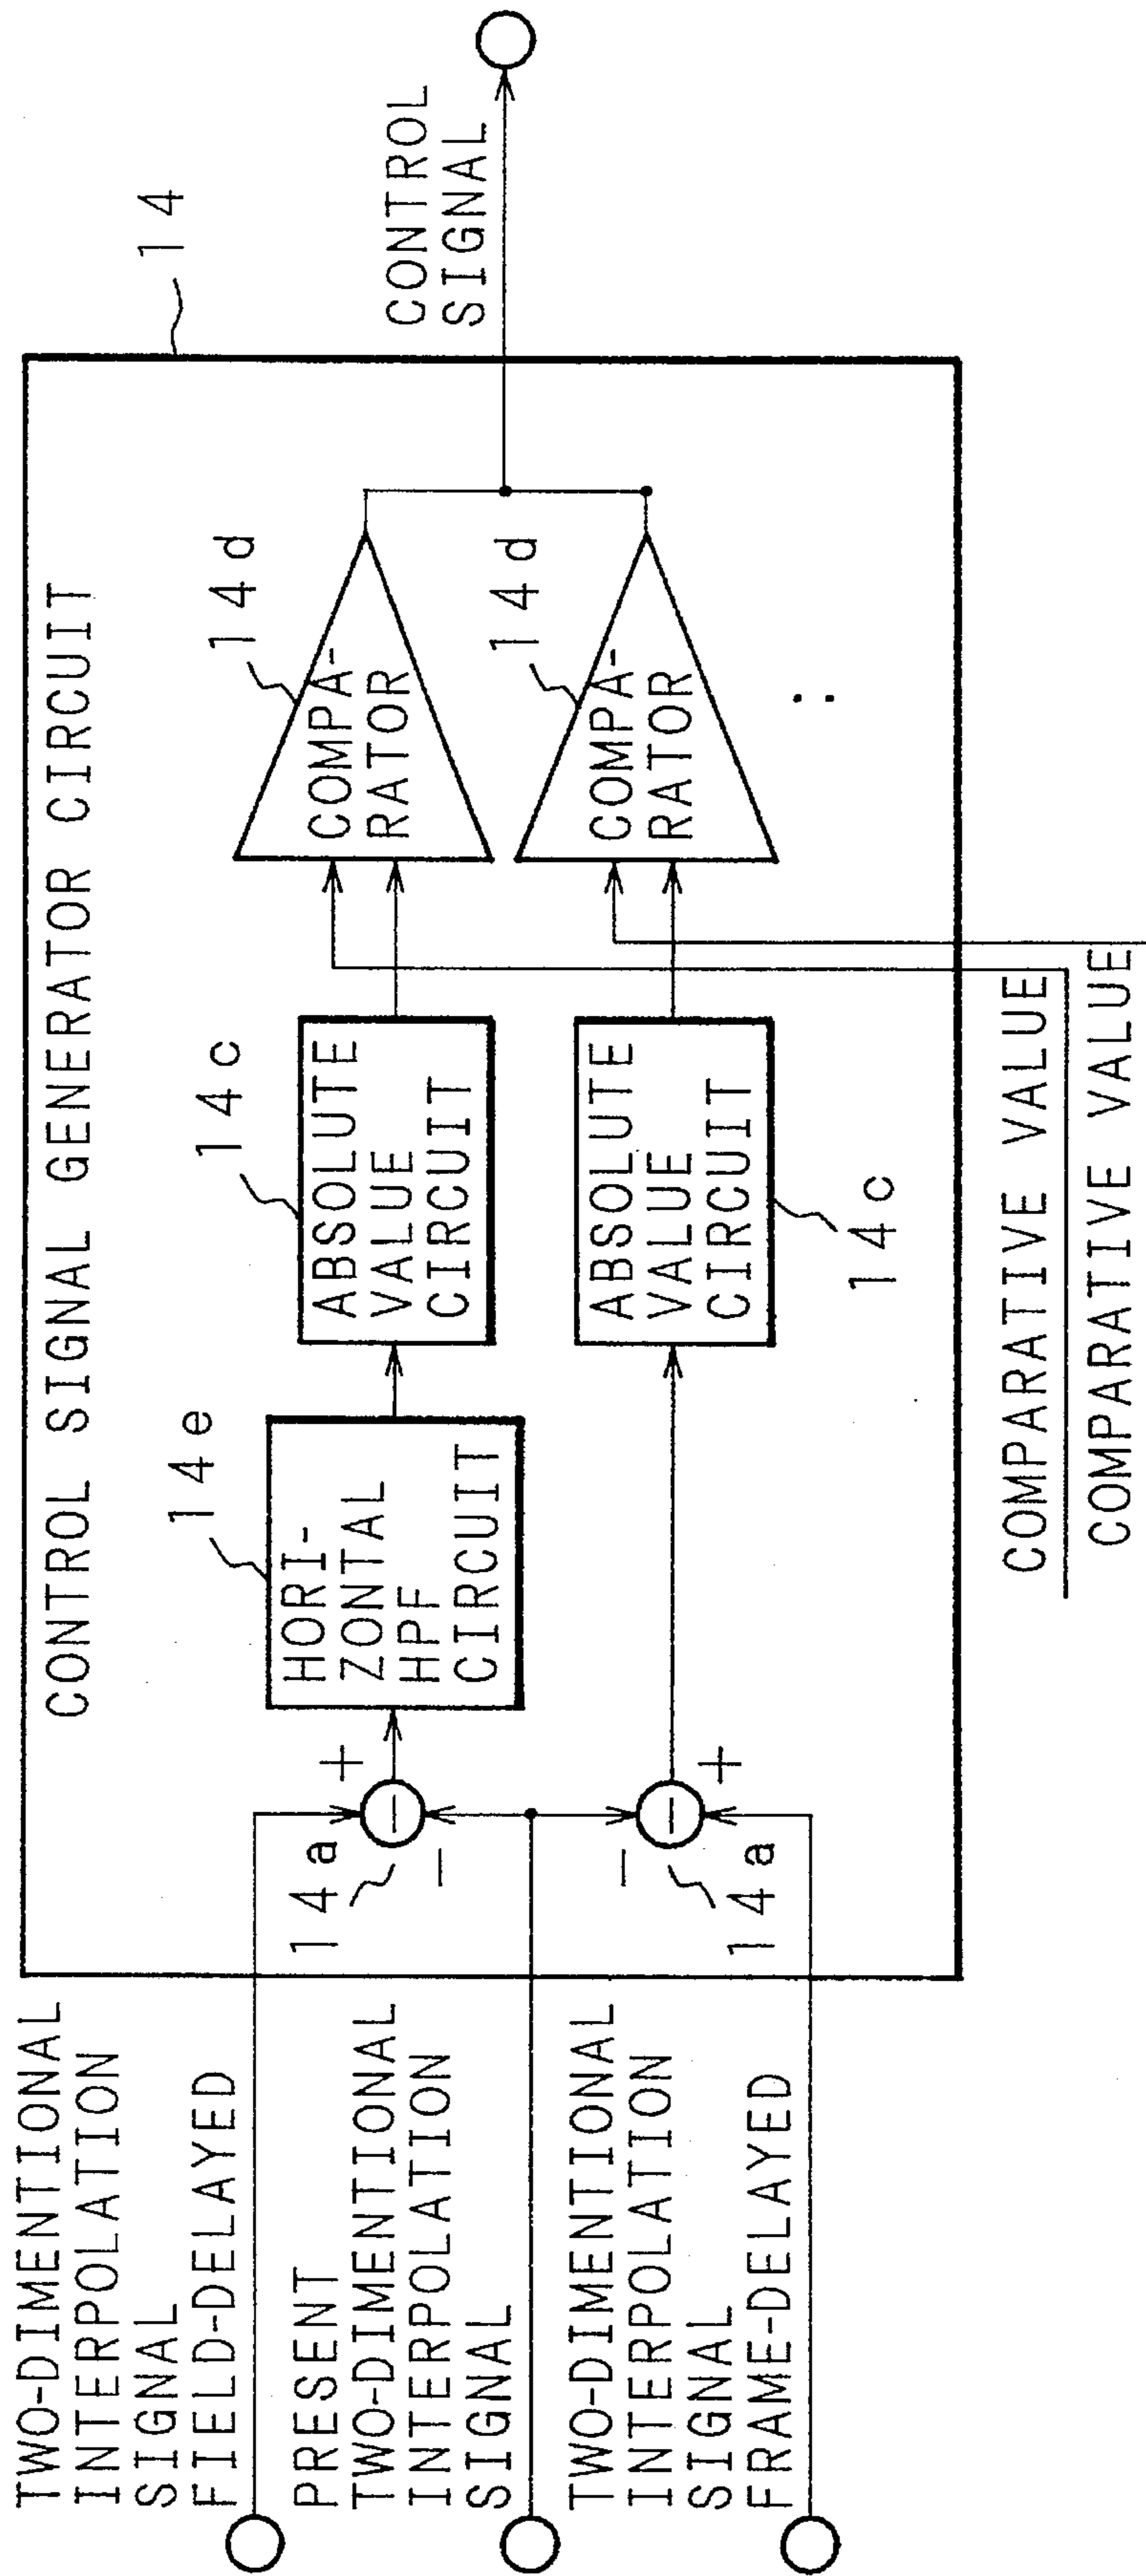 CONTROL SIGNAL GENERATOR CIRCUIT
14
TWO-DIMENTIONAL
INTERPOLATION
SIGNAL
FIELD-DELAYED
PRESENT
TWO-DIMENTIONAL
INTERPOLATION
SIGNAL
TWO-DIMENTIONAL
INTERPOLATION
SIGNAL
FRAME-DELAYED
14a
+
−
−
−
14a
+
−
−
14e
HORI-
ZONTAL
HPF
CIRCUIT
14c
ABSOLUTE
VALUE
CIRCUIT
ABSOLUTE
VALUE
CIRCUIT
14c
14d
COMPA-
RATOR
14d
COMPA-
RATOR
CONTROL
SIGNAL
COMPARATIVE VALUE
COMPARATIVE VALUE